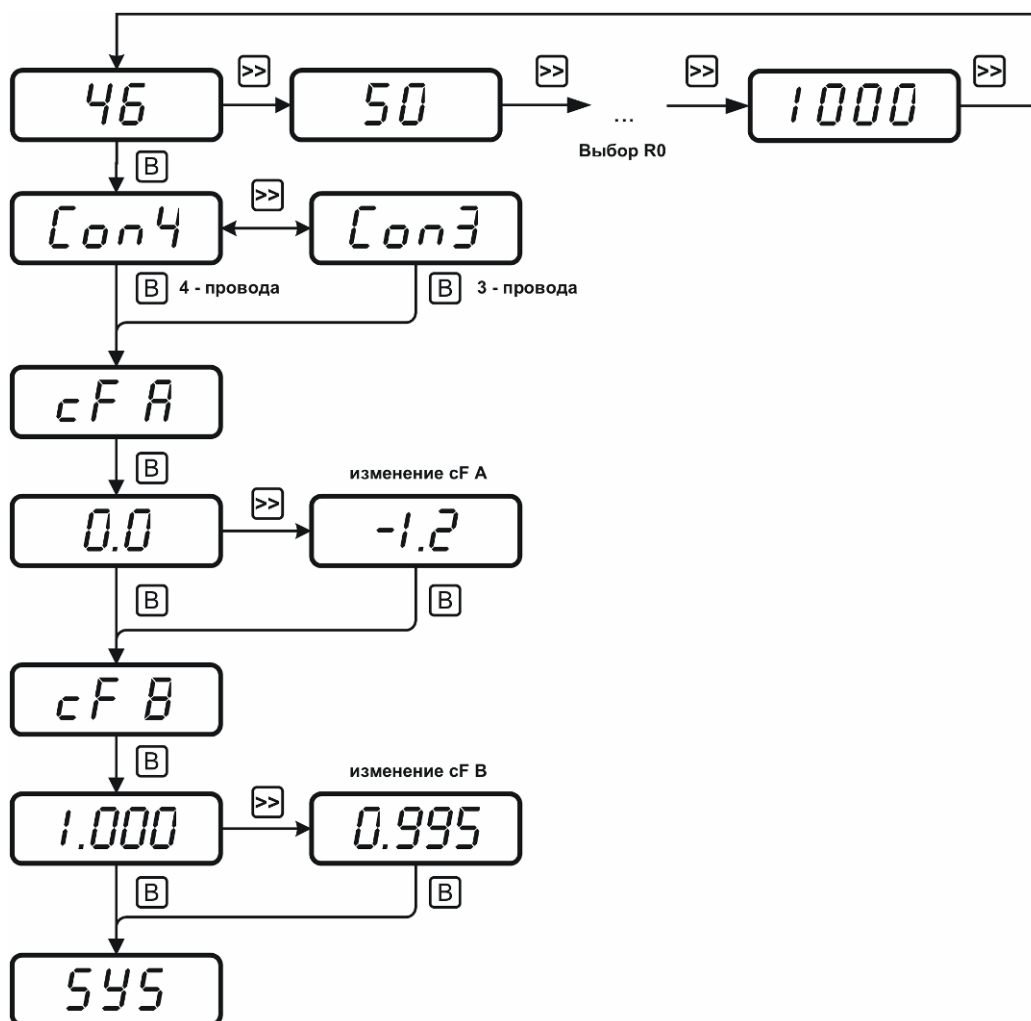 >> >> >> >>
46 50 ... 1000
Выбор R0
B
>>
Con4 Con3
B 4 - провода B 3 - провода
cF A
B
изменение cF A
>>
0.0 -1.2
B B
cF B
B
изменение cF B
>>
1.000 0.995
B B
SYS